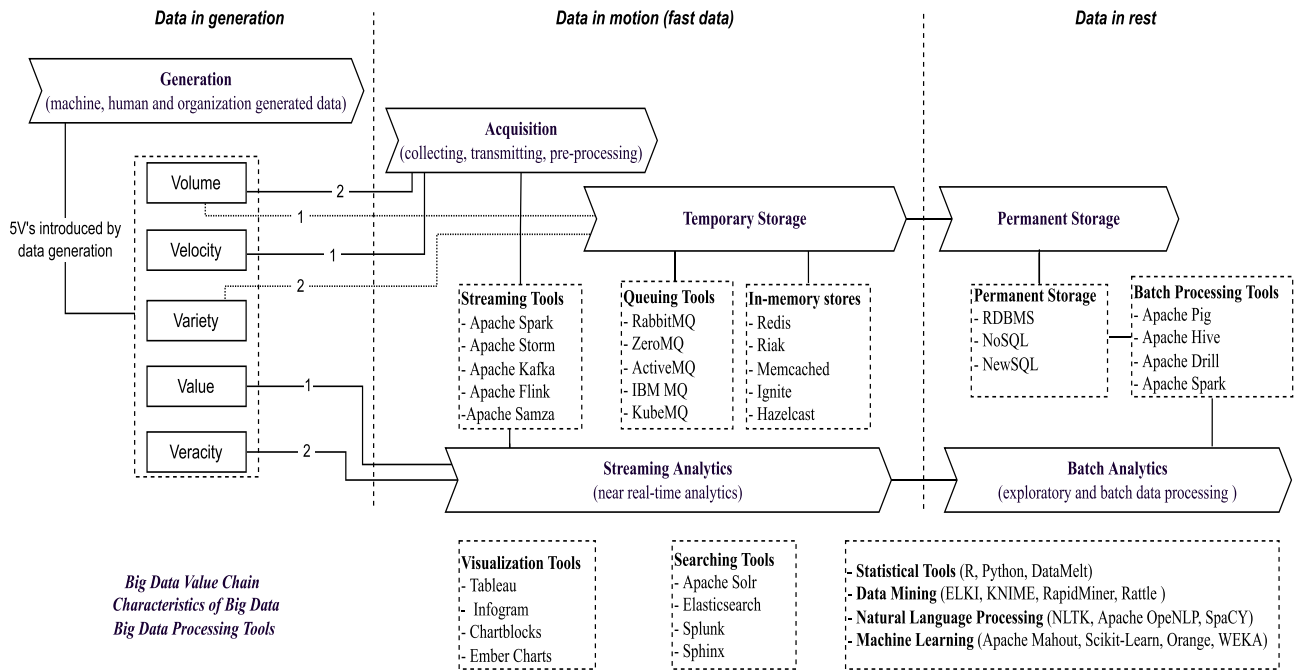 Data in generation
Data in motion (fast data)
Data in rest
Generation
(machine, human and organization generated data)
Acquisition
(collecting, transmitting, pre-processing)
Volume
2
1
Temporary Storage
Permanent Storage
5V's introduced by
data generation
Velocity
1
2
Variety
Streaming Tools
- Apache Spark
- Apache Storm
- Apache Kafka
- Apache Flink
-Apache Samza
Queuing Tools
- RabbitMQ
- ZeroMQ
- ActiveMQ
- IBM MQ
- KubeMQ
In-memory stores
- Redis
- Riak
- Memcached
- Ignite
- Hazelcast
Permanent Storage
- RDBMS
- NoSQL
- NewSQL
Batch Processing Tools
- Apache Pig
- Apache Hive
- Apache Drill
- Apache Spark
Value
1
Veracity
2
Streaming Analytics
(near real-time analytics)
Batch Analytics
(exploratory and batch data processing )
Big Data Value Chain
Characteristics of Big Data
Big Data Processing Tools
Visualization Tools
- Tableau
- Infogram
- Chartblocks
- Ember Charts
Searching Tools
- Apache Solr
- Elasticsearch
- Splunk
- Sphinx
- Statistical Tools (R, Python, DataMelt)
- Data Mining (ELKI, KNIME, RapidMiner, Rattle )
- Natural Language Processing (NLTK, Apache OpenNLP, SpaCY)
- Machine Learning (Apache Mahout, Scikit-Learn, Orange, WEKA)